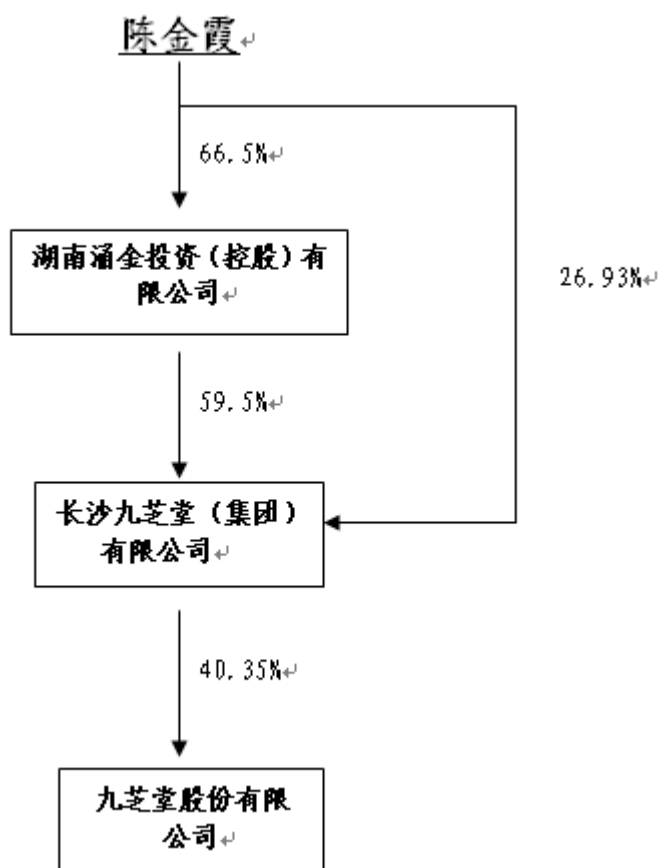 陈金霞
66.5%
湖南涌金投资（控股）有
限公司
26.93%
59.5%
长沙九芝堂（集团）
有限公司
40.35%
九芝堂股份有限
公司